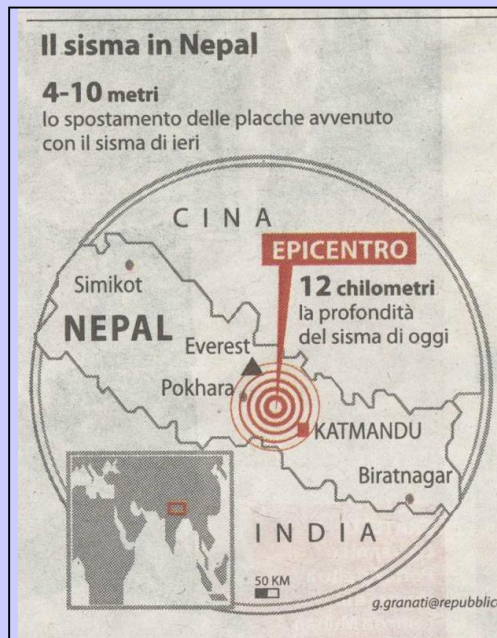 Il sisma in Nepal
4-10 metri
lo spostamento delle placche avvenuto
con il sisma di ieri
CINA
EPICENTRO
12 chilometri
la profondità
del sisma di oggi
Simikot
NEPAL
Everest
Pokhara
KATMANDU
Biratnagar
INDIA
50 KM
g.granati@repubblic